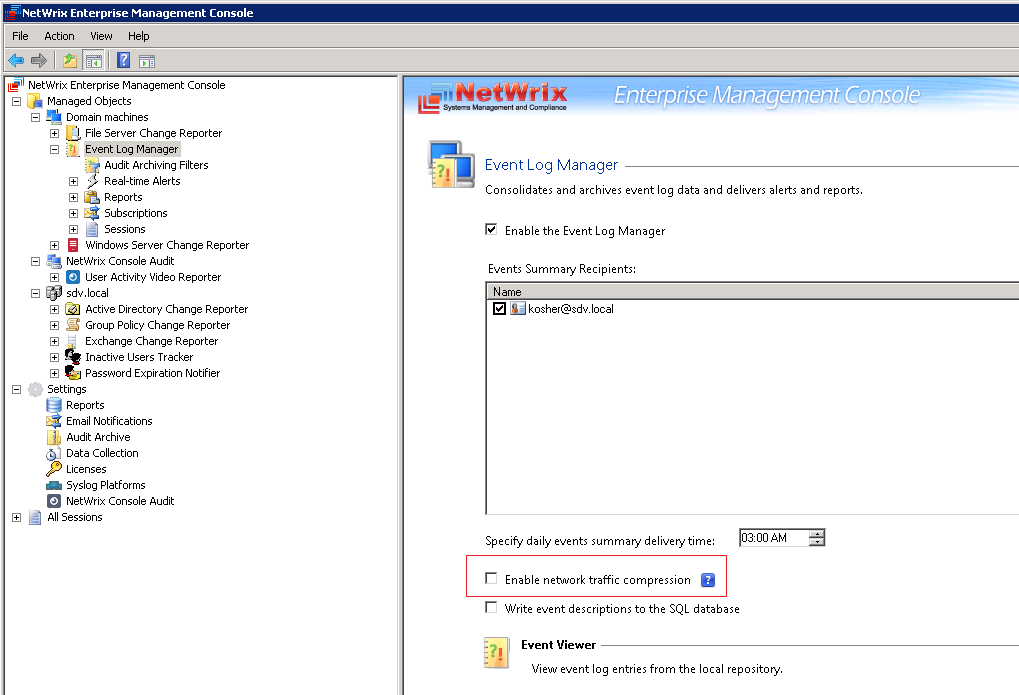 NetWrix Enterprise Management Console
File Action View Help
NetWrix Enterprise Management Console
Managed Objects
Domain machines
File Server Change Reporter
Event Log Manager
Audit Archiving Filters
Real-time Alerts
Reports
Subscriptions
Sessions
Windows Server Change Reporter
NetWrix Console Audit
User Activity Video Reporter
sdv.local
Active Directory Change Reporter
Group Policy Change Reporter
Exchange Change Reporter
Inactive Users Tracker
Password Expiration Notifier
Settings
Reports
Email Notifications
Audit Archive
Data Collection
Licenses
Syslog Platforms
NetWrix Console Audit
All Sessions
NetWrix
Systems Management and Compliance
Enterprise Management Console
Event Log Manager
Consolidates and archives event log data and delivers alerts and reports.
Enable the Event Log Manager
Events Summary Recipients:
Name
kosher@sdv.local
Specify daily events summary delivery time: 03:00 AM
Enable network traffic compression ?
Write event descriptions to the SQL database
Event Viewer
View event log entries from the local repository.